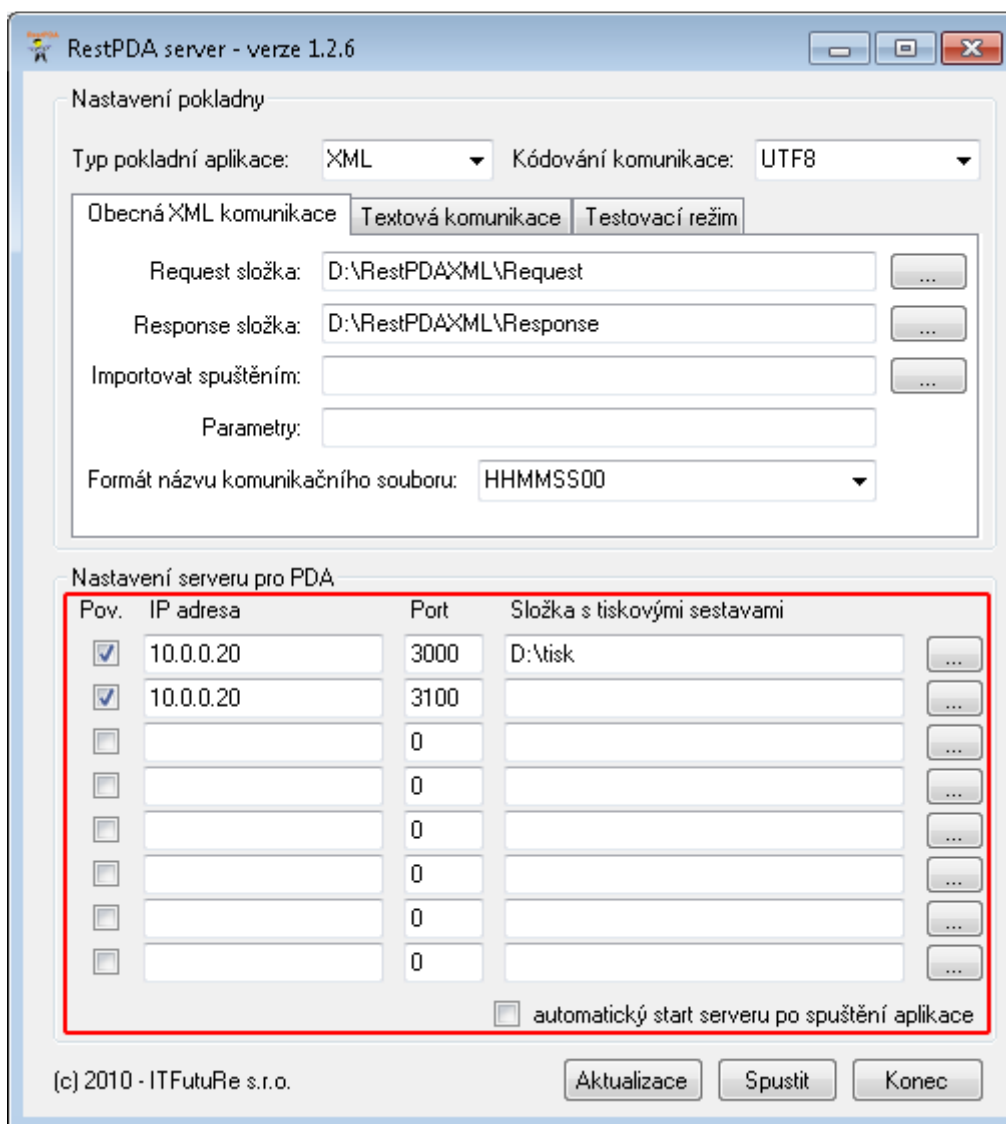 RestPDA server - verze 1.2.6
Nastavení pokladny
Typ pokladní aplikace: XML Kódování komunikace: UTF8
Obecná XML komunikace Textová komunikace Testovací režim
Request složka: D:\RestPDAXML\Request ...
Response složka: D:\RestPDAXML\Response ...
Importovat spuštěním: ...
Parametry:
Formát názvu komunikačního souboru: HHMMSS00
Nastavení serveru pro PDA
Pov. IP adresa Port Složka s tiskovými sestavami
10.0.0.20 3000 D:\tisk ...
10.0.0.20 3100 ...
0 ...
0 ...
0 ...
0 ...
0 ...
0 ...
automatický start serveru po spuštění aplikace
(c) 2010 - ITFutuRe s.r.o. Aktualizace Spustit Konec